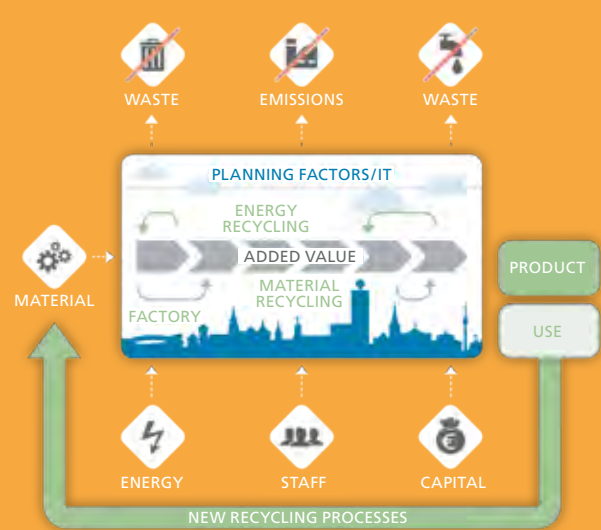 WASTE
EMISSIONS
WASTE
PLANNING FACTORS/IT
ENERGY
RECYCLING
ADDED VALUE
MATERIAL
RECYCLING
FACTORY
MATERIAL
PRODUCT
USE
ENERGY
STAFF
CAPITAL
NEW RECYCLING PROCESSES